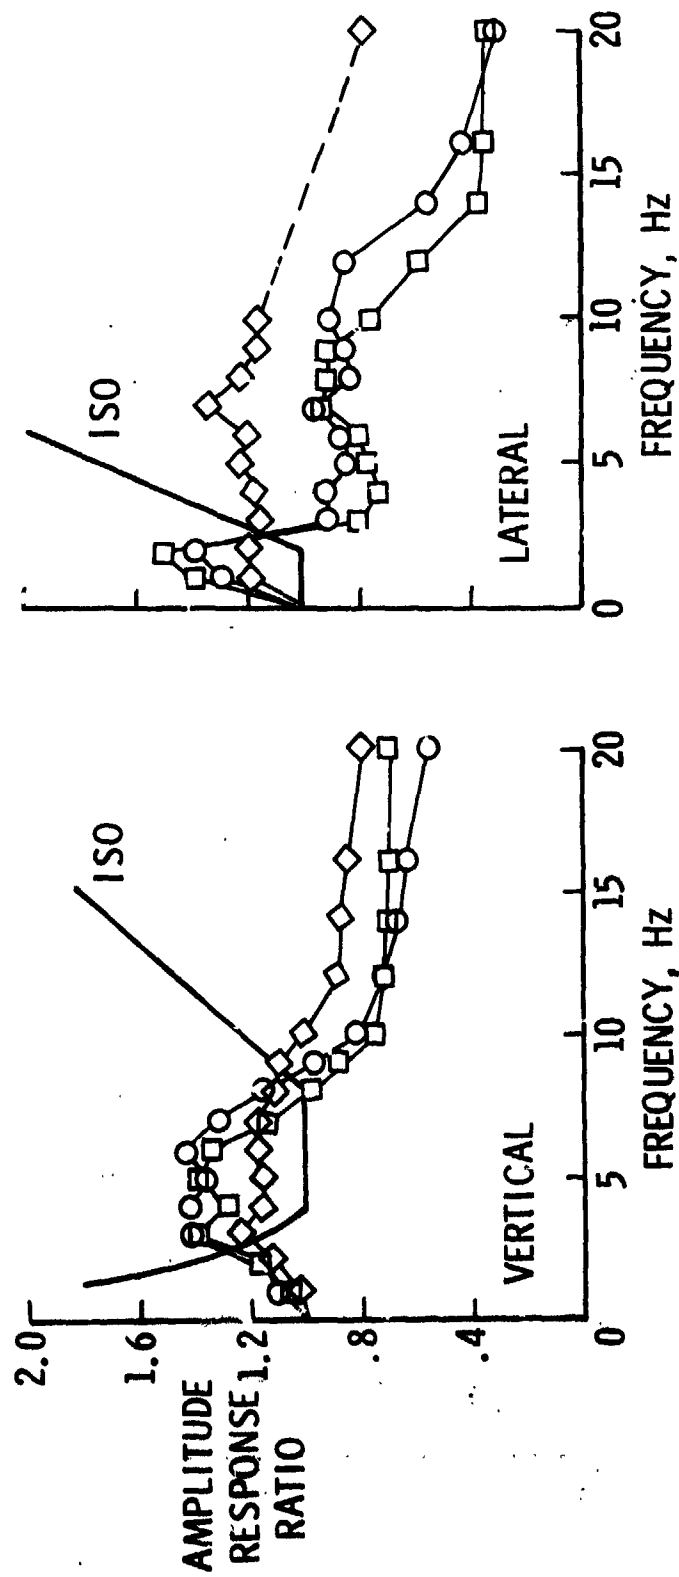 AMPLITUDE
RESPONSE
RATIO
2.0
1.6
1.2
.8
.4
0
5
10
15
20
FREQUENCY, Hz
VERTICAL
ISO
0
5
10
15
20
FREQUENCY, Hz
LATERAL
ISO